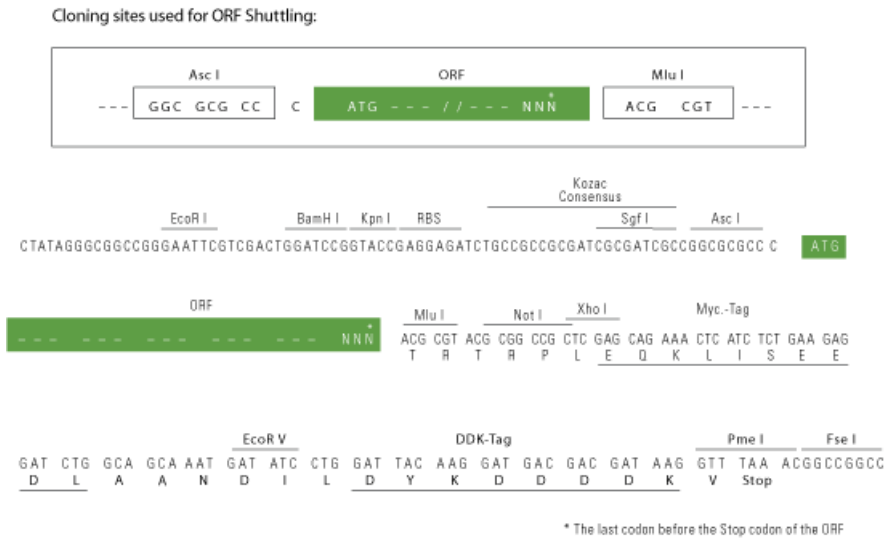 Cloning sites used for ORF Shuttling:
Asc I ORF Mlu I
--- GGC GCG CC C ATG --- // --- NNN* ACG CGT ---
Kozac
Consensus
EcoR I BamH I Kpn I RBS Sgf I Asc I
CTATAGGGCGGCCGGGAATTCGTCGACTGGATCCGGTACCGAGGAGATCTGCCGCCGCGATCGCGATCGCCGGCGCGCC C ATG
ORF Mlu I Not I Xho I Myc.-Tag
--- --- --- --- --- --- NNN* ACG CGT ACG CGG CCG CTC GAG CAG AAA CTC ATC TCT GAA GAG
T R T R P L E Q K L I S E E
EcoR V DDK-Tag Pme I Fse I
GAT CTG GCA GCA AAT GAT ATC CTG GAT TAC AAG GAT GAC GAC GAT AAG GTT TAA ACGGCCGGCC
D L A A N D I L D Y K D D D D K V Stop
* The last codon before the Stop codon of the ORF